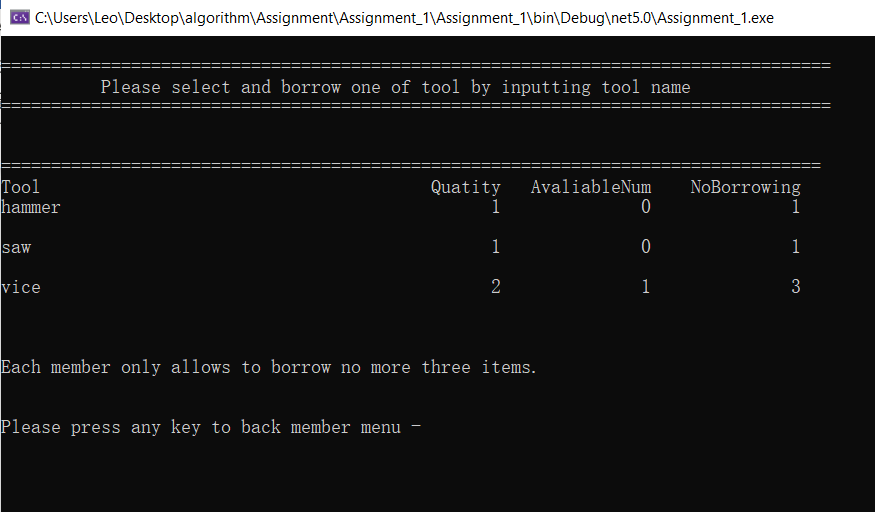 C:\Users\Leo\Desktop\algorithm\Assignment\Assignment_1\Assignment_1\bin\Debug\net5.0\Assignment_1.exe
===================================================================================
Please select and borrow one of tool by inputting tool name
===================================================================================
==================================================================================
Tool Quatity AvaliableNum NoBorrowing
hammer 1 0 1
saw 1 0 1
vice 2 1 3
Each member only allows to borrow no more three items.
Please press any key to back member menu -